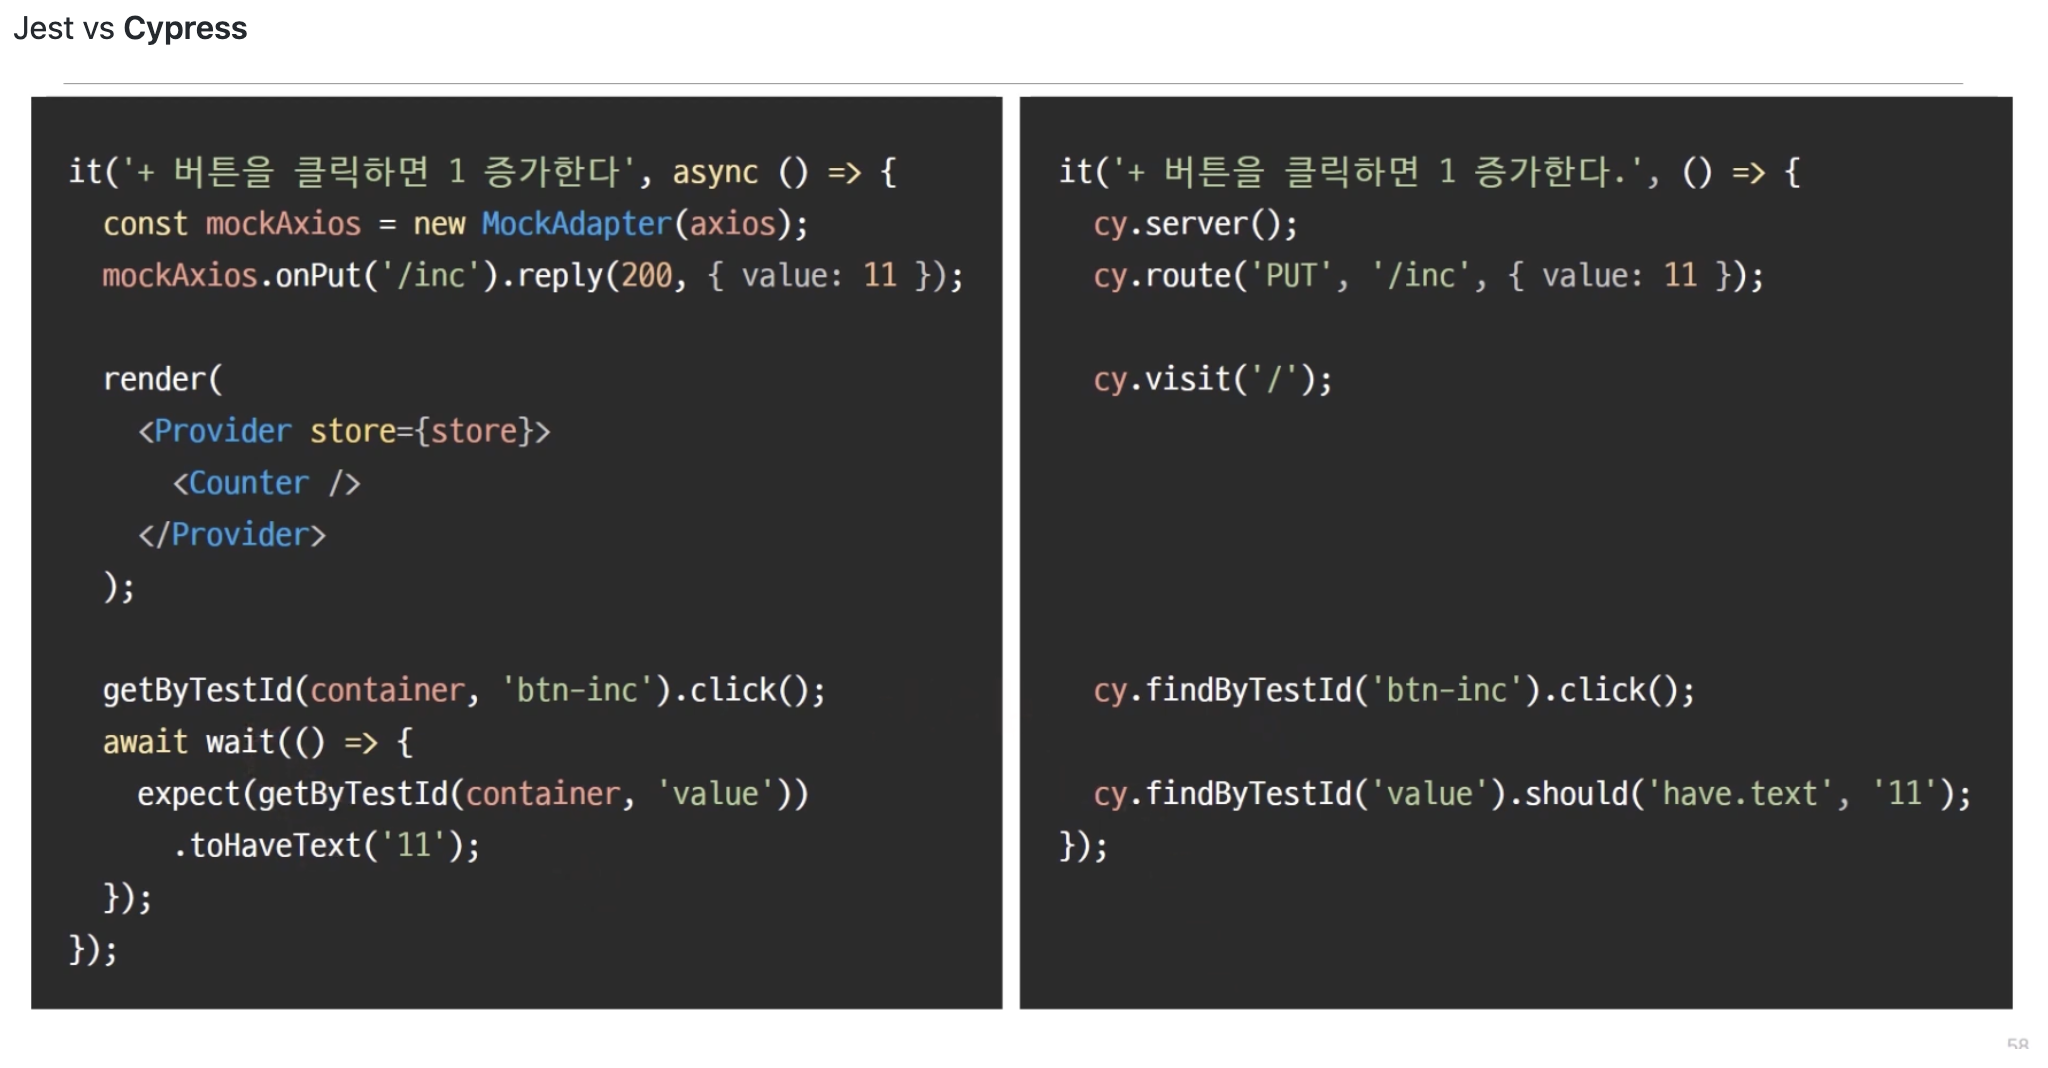 Jest vs Cypress
it('+ 버튼을 클릭하면 1 증가한다', async () => {
const mockAxios = new MockAdapter(axios);
mockAxios.onPut('/inc').reply(200, { value: 11 });
render(
<Provider store={store}>
<Counter />
</Provider>
);
getByTestId(container, 'btn-inc').click();
await wait(() => {
expect(getByTestId(container, 'value'))
.toHaveText('11');
});
});
it('+ 버튼을 클릭하면 1 증가한다.', () => {
cy.server();
cy.route('PUT', '/inc', { value: 11 });
cy.visit('/');
cy.findByTestId('btn-inc').click();
cy.findByTestId('value').should('have.text', '11');
});
58